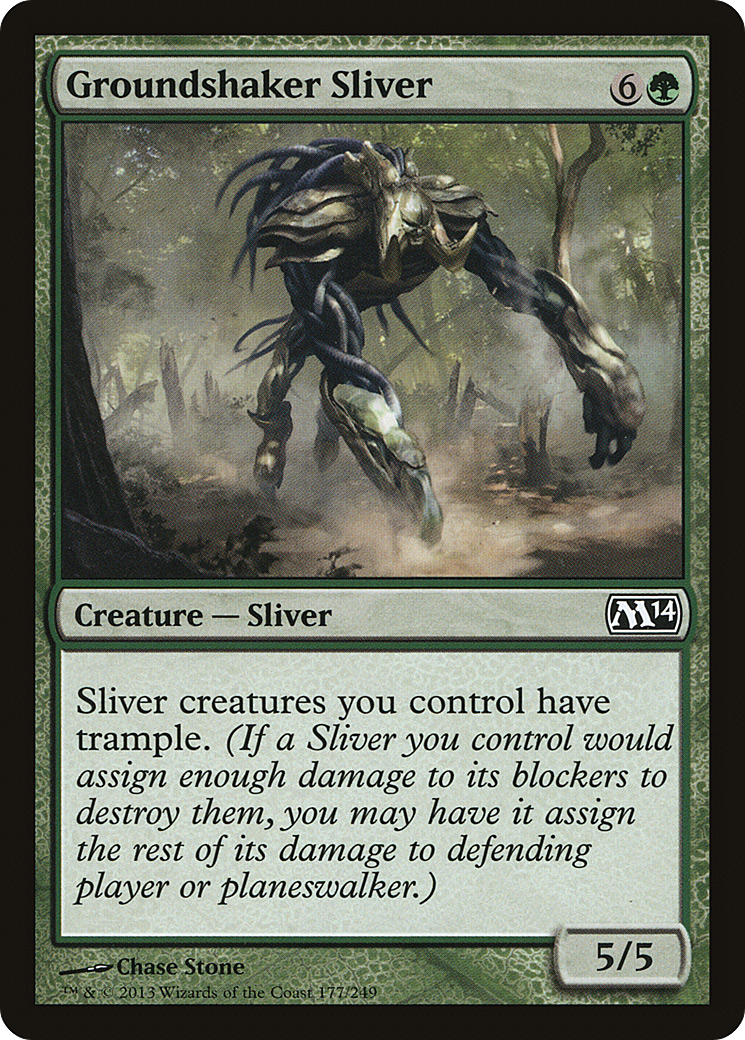 Groundshaker Sliver 6
Creature — Sliver M14
Sliver creatures you control have
trample. (If a Sliver you control would
assign enough damage to its blockers to
destroy them, you may have it assign
the rest of its damage to defending
player or planeswalker.)
5/5
Chase Stone
™ & © 2013 Wizards of the Coast 177/249